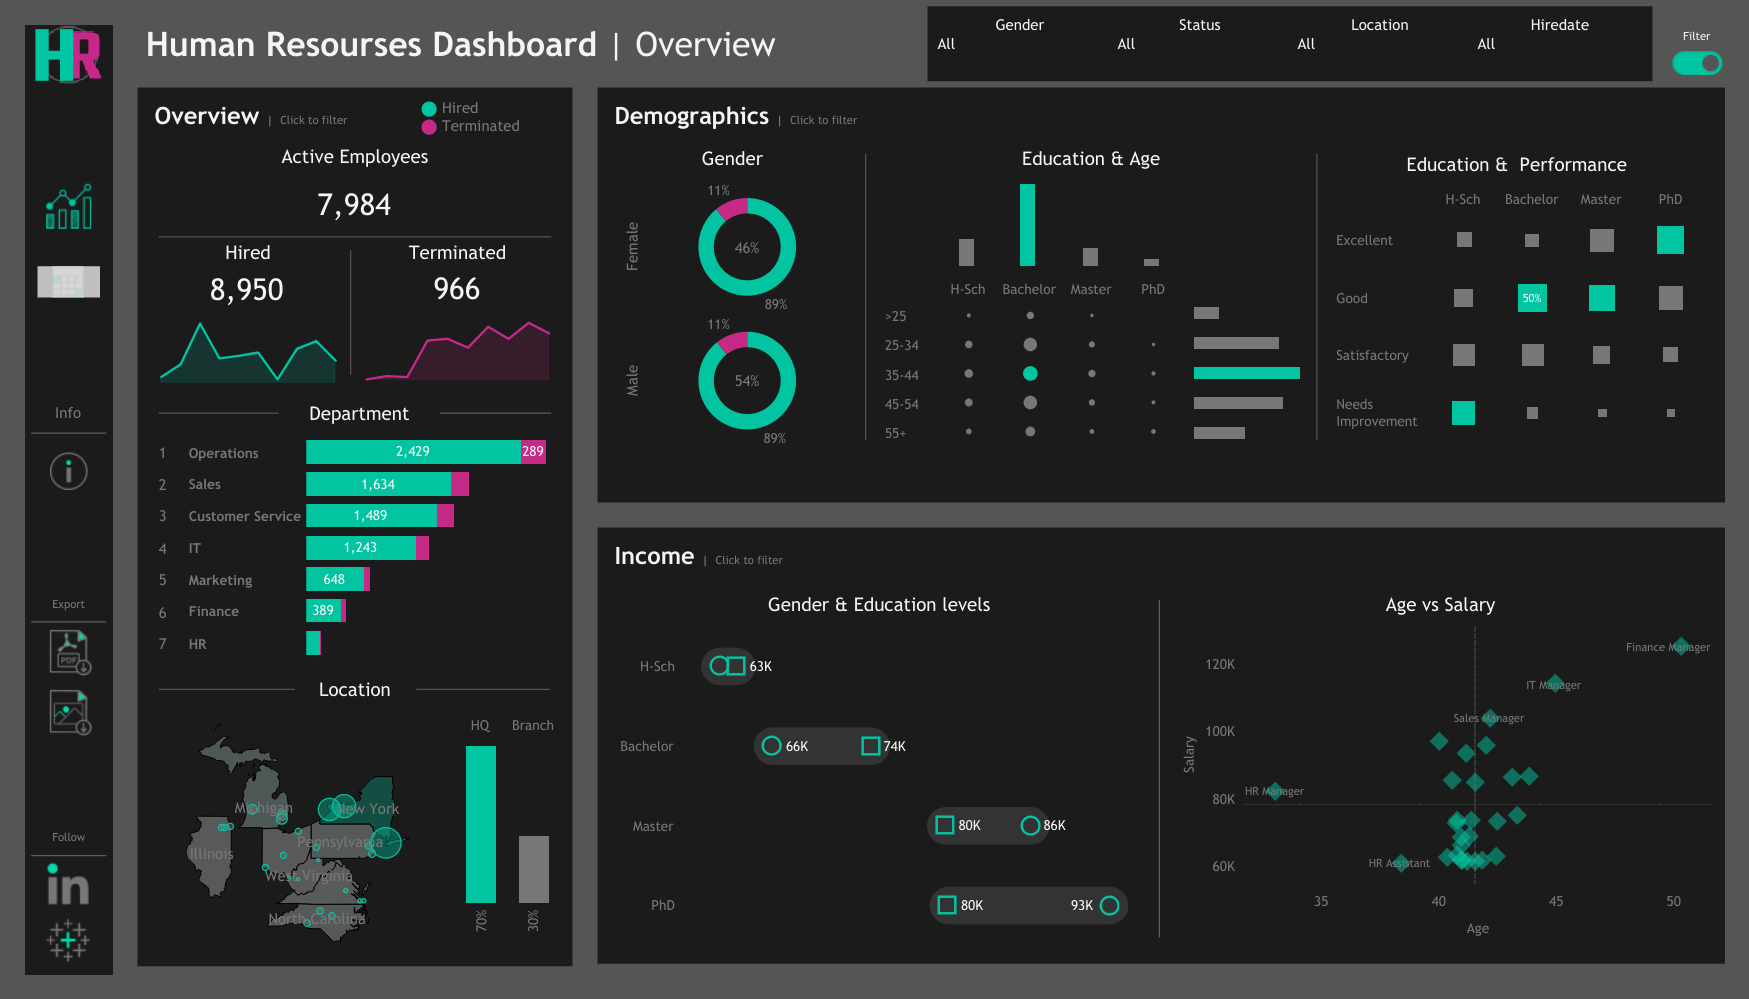 HR
Human Resourses Dashboard | Overview
Gender
Status
Location
Hiredate
All
All
All
All
Filter
Overview | Click to filter
Hired
Terminated
Active Employees
7,984
Hired
Terminated
8,950
966
Department
1 Operations 2,429 289
2 Sales 1,634
3 Customer Service 1,489
4 IT 1,243
5 Marketing 648
6 Finance 389
7 HR
Location
HQ Branch
Michigan
New York
Pennsylvania
Illinois
West Virginia
North Carolina
70%
30%
Info
i
Export
PDF
Follow
in
Demographics | Click to filter
Gender
Female
11%
46%
89%
Male
11%
54%
89%
Education & Age
H-Sch Bachelor Master PhD
>25
25-34
35-44
45-54
55+
Education & Performance
H-Sch Bachelor Master PhD
Excellent
Good 50%
Satisfactory
Needs
Improvement
Income | Click to filter
Gender & Education levels
H-Sch 63K
Bachelor 66K 74K
Master 80K 86K
PhD 80K 93K
Age vs Salary
Salary
120K
100K
80K
60K
Finance Manager
IT Manager
Sales Manager
HR Manager
HR Assistant
35 40 45 50
Age